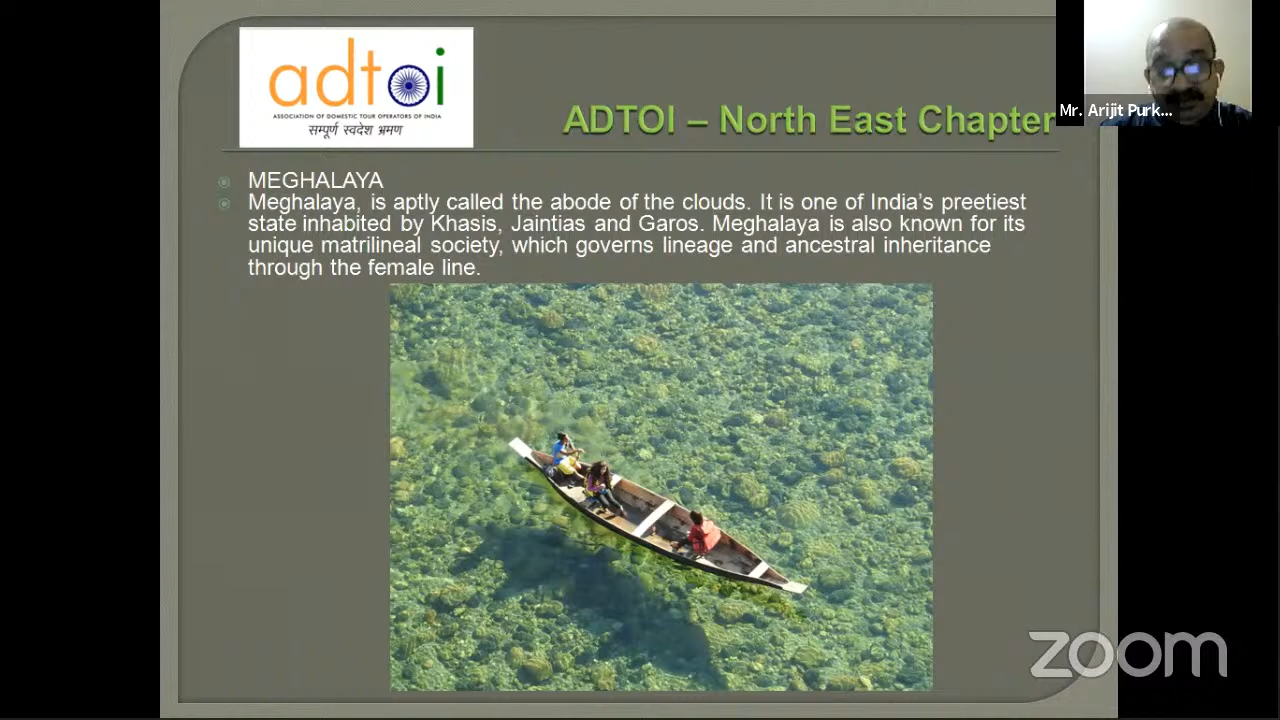 adtoi
ASSOCIATION OF DOMESTIC TOUR OPERATORS OF INDIA
सम्पूर्ण स्वदेश भ्रमण
ADTOI – North East Chapter
Mr. Arijit Purk...
MEGHALAYA
Meghalaya, is aptly called the abode of the clouds. It is one of India's preetiest
state inhabited by Khasis, Jaintias and Garos. Meghalaya is also known for its
unique matrilineal society, which governs lineage and ancestral inheritance
through the female line.
zoom